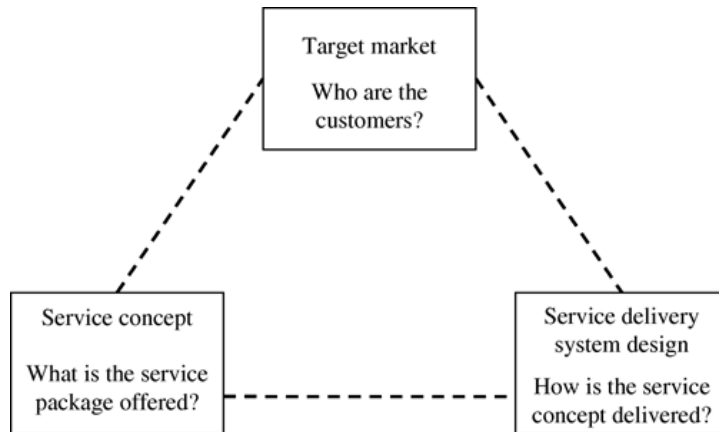 Target market
Who are the
customers?
Service concept
What is the service
package offered?
Service delivery
system design
How is the service
concept delivered?